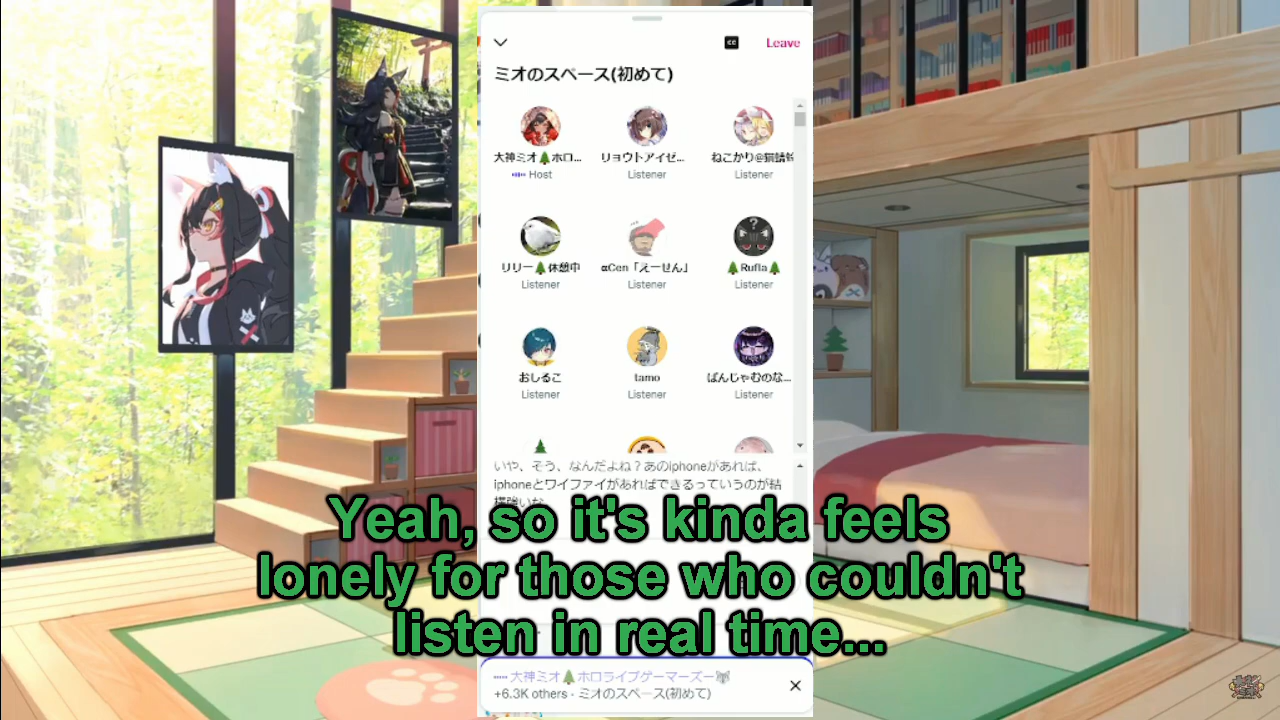 Leave
ミオのスペース(初めて)
大神ミオ🌲ホロ...
リョウトアイゼ...
Host
Listener
Listener
リリー🌲休憩中
αCen「えーせん」
🌲Rufla🌲
Listener
Listener
Listener
おしるこ
tamo
ぱんじゃむのな...
Listener
Listener
Listener
いや、そう、なんだよね？あのiphoneがあれば、
iphoneとワイファイがあればできるっていうのが結
Yeah, so it's kinda feels
lonely for those who couldn't
listen in real time...
大神ミオ🌲ホロライブゲーマーズ🐺
+6.3K others · ミオのスペース(初めて)